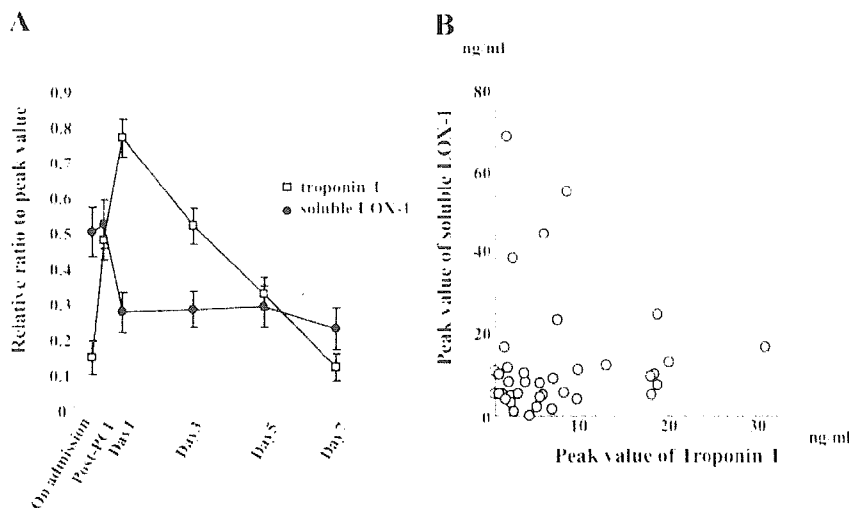 A
Relative ratio to peak value
0.9
0.8
0.7
0.6
0.5
0.4
0.3
0.2
0.1
0
troponin I
soluble LOX-1
On admission
Post-PCI
Day1
Day3
Day5
Day7
B
ng/ml
Peak value of soluble LOX-1
80
60
40
20
0
10
20
30
ng/ml
Peak value of Troponin I